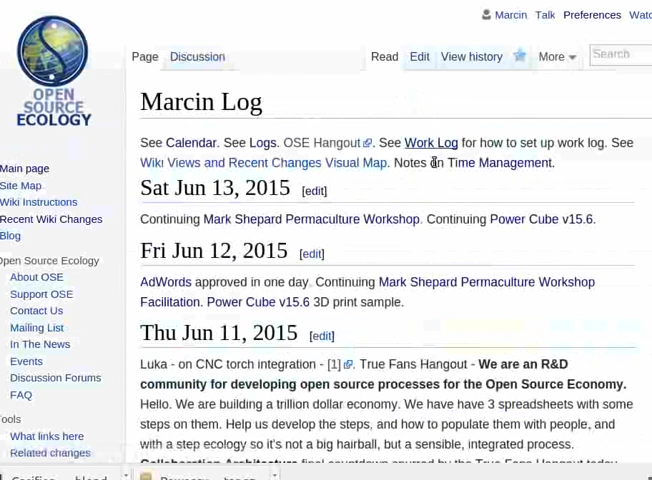 Marcin Talk Preferences
OPEN
SOURCE
ECOLOGY
Page Discussion Read Edit View history More Search
Marcin Log
See Calendar. See Logs. OSE Hangout. See Work Log for how to set up work log. See
Wiki Views and Recent Changes Visual Map. Notes on Time Management.
Sat Jun 13, 2015 [edit]
Continuing Mark Shepard Permaculture Workshop. Continuing Power Cube v15.6.
Fri Jun 12, 2015 [edit]
AdWords approved in one day. Continuing Mark Shepard Permaculture Workshop
Facilitation. Power Cube v15.6 3D print sample.
Thu Jun 11, 2015 [edit]
Luka - on CNC torch integration - [1]. True Fans Hangout - We are an R&D
community for developing open source processes for the Open Source Economy.
Hello. We are building a trillion dollar economy. We have have 3 spreadsheets with some
steps on them. Help us develop the steps, and how to populate them with people, and
with a step ecology so it's not a big hairball, but a sensible, integrated process.
Main page
Site Map
Wiki Instructions
Recent Wiki Changes
Blog
Open Source Ecology
About OSE
Support OSE
Contact Us
Mailing List
In The News
Events
Discussion Forums
FAQ
Tools
What links here
Related changes